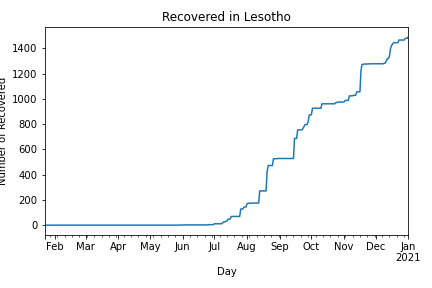 Recovered in Lesotho
Number of Recovered
1400
1200
1000
800
600
400
200
0
Feb Mar Apr May Jun Jul Aug Sep Oct Nov Dec Jan
2021
Day